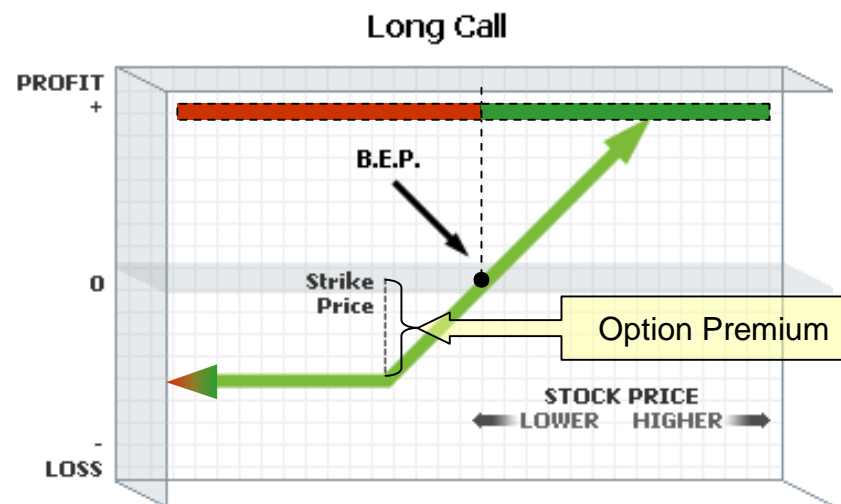 Long Call
PROFIT
+
B.E.P.
0
Strike
Price
Option Premium
STOCK PRICE
LOWER HIGHER
-
LOSS